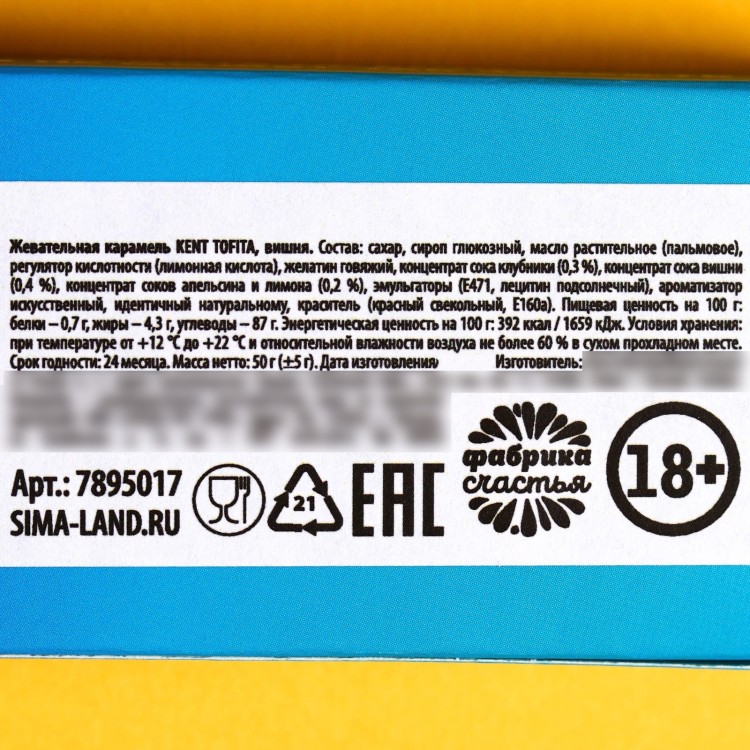 Жевательная карамель KENT TOFITA, вишня. Состав: сахар, сироп глюкозный, масло растительное (пальмовое),
регулятор кислотности (лимонная кислота), желатин говяжий, концентрат сока клубники (0,3 %), концентрат сока вишни
(0,4 %), концентрат соков апельсина и лимона (0,2 %), эмульгаторы (Е471, лецитин подсолнечный), ароматизатор
искусственный, идентичный натуральному, краситель (красный свекольный, Е160а). Пищевая ценность на 100 г:
белки – 0,7 г, жиры – 4,3 г, углеводы – 87 г. Энергетическая ценность на 100 г: 392 ккал / 1659 кДж. Условия хранения:
при температуре от +12 °С до +22 °С и относительной влажности воздуха не более 60 % в сухом прохладном месте.
Срок годности: 24 месяца. Масса нетто: 50 г (±5 г). Дата изготовления Изготовитель:
фабрика
счастья
18+
Арт.: 7895017
SIMA-LAND.RU
21
EAC